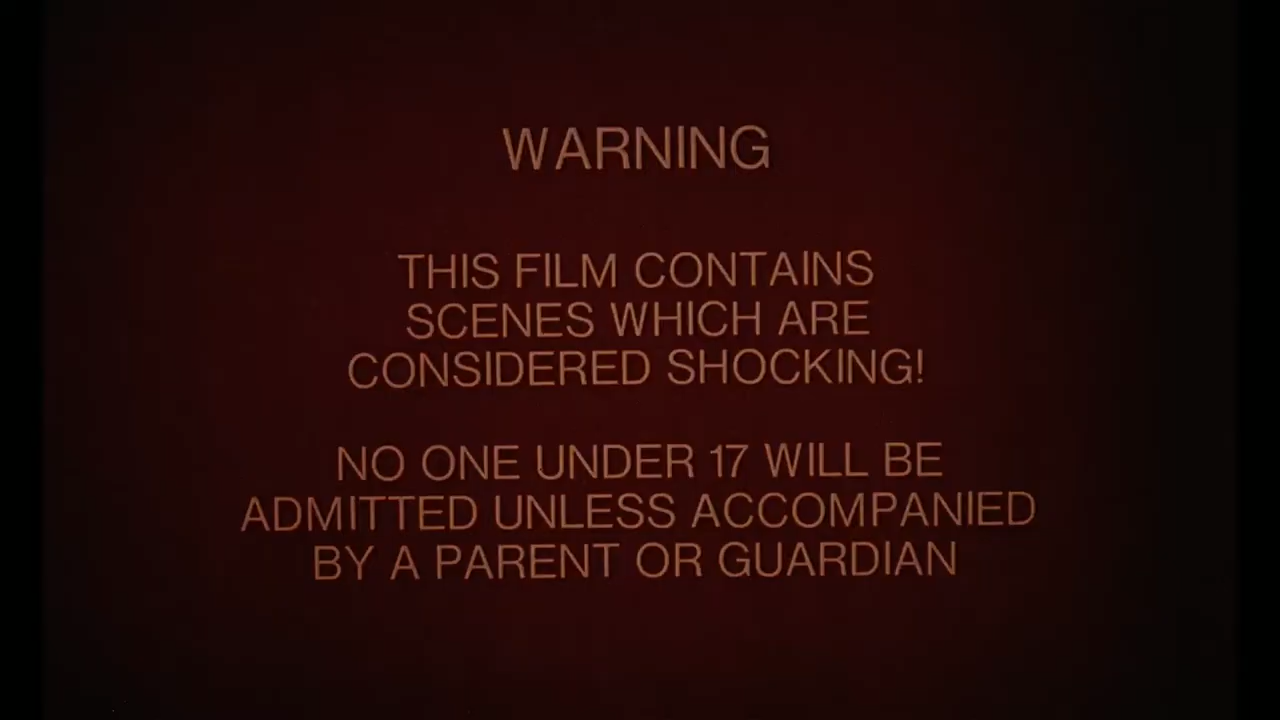 WARNING
THIS FILM CONTAINS
SCENES WHICH ARE
CONSIDERED SHOCKING!
NO ONE UNDER 17 WILL BE
ADMITTED UNLESS ACCOMPANIED
BY A PARENT OR GUARDIAN